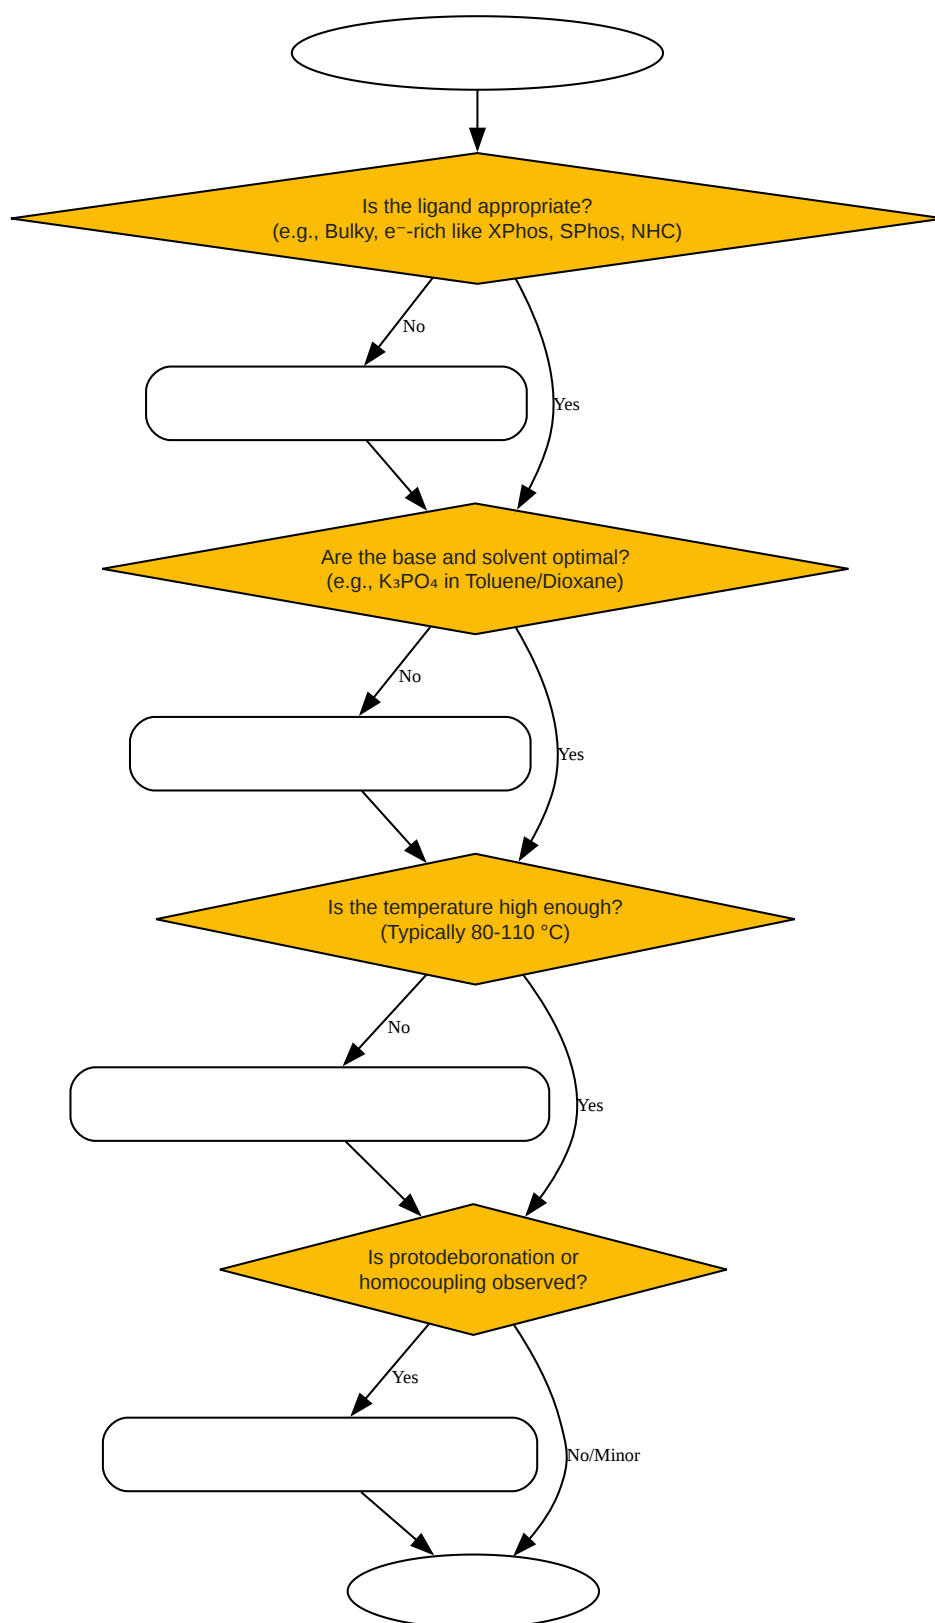 Is the ligand appropriate?
(e.g., Bulky, e⁻-rich like XPhos, SPhos, NHC)
No
Yes
Are the base and solvent optimal?
(e.g., K₃PO₄ in Toluene/Dioxane)
No
Yes
Is the temperature high enough?
(Typically 80-110 °C)
No
Yes
Is protodeboronation or
homocoupling observed?
Yes
No/Minor